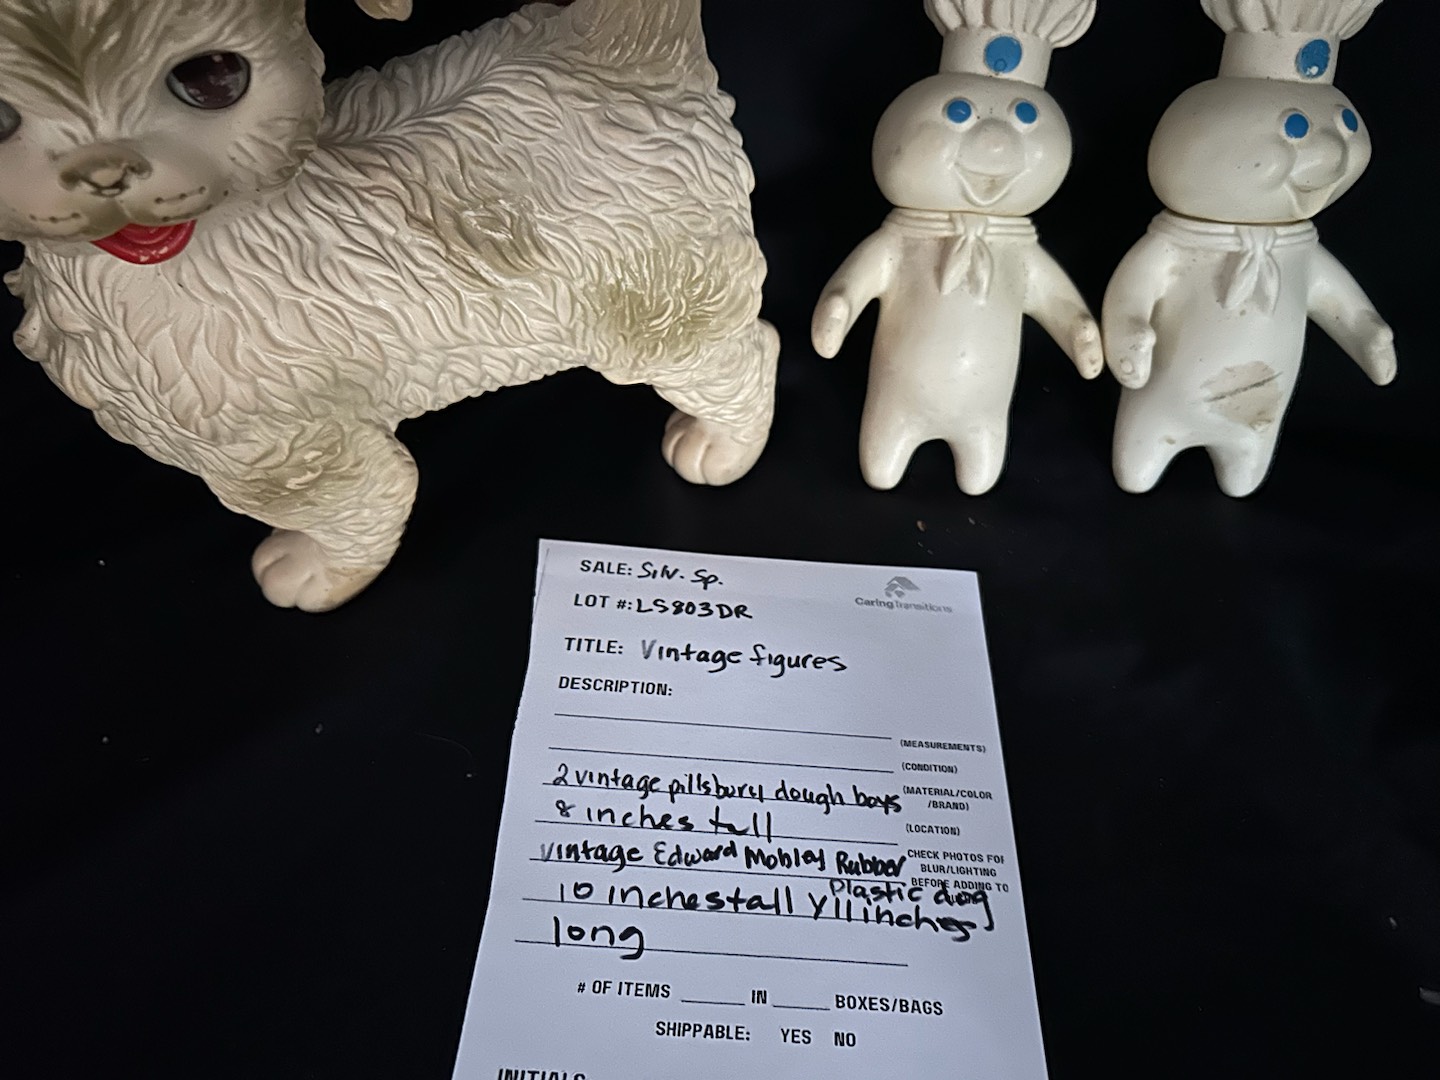 SALE: Silv. Sp.
CaringTransitions
LOT #: LS803DR
TITLE: Vintage figures
DESCRIPTION:
(MEASUREMENTS)
(CONDITION)
2 vintage pillsbury dough boys (MATERIAL/COLOR
/BRAND)
8 inches tall (LOCATION)
vintage Edward Mobley Rubber CHECK PHOTOS FOR
BLUR/LIGHTING
Plastic dog BEFORE ADDING TO
10 inches tall y 11 inches
long
# OF ITEMS ______ IN ______ BOXES/BAGS
SHIPPABLE: YES NO
INITIALS